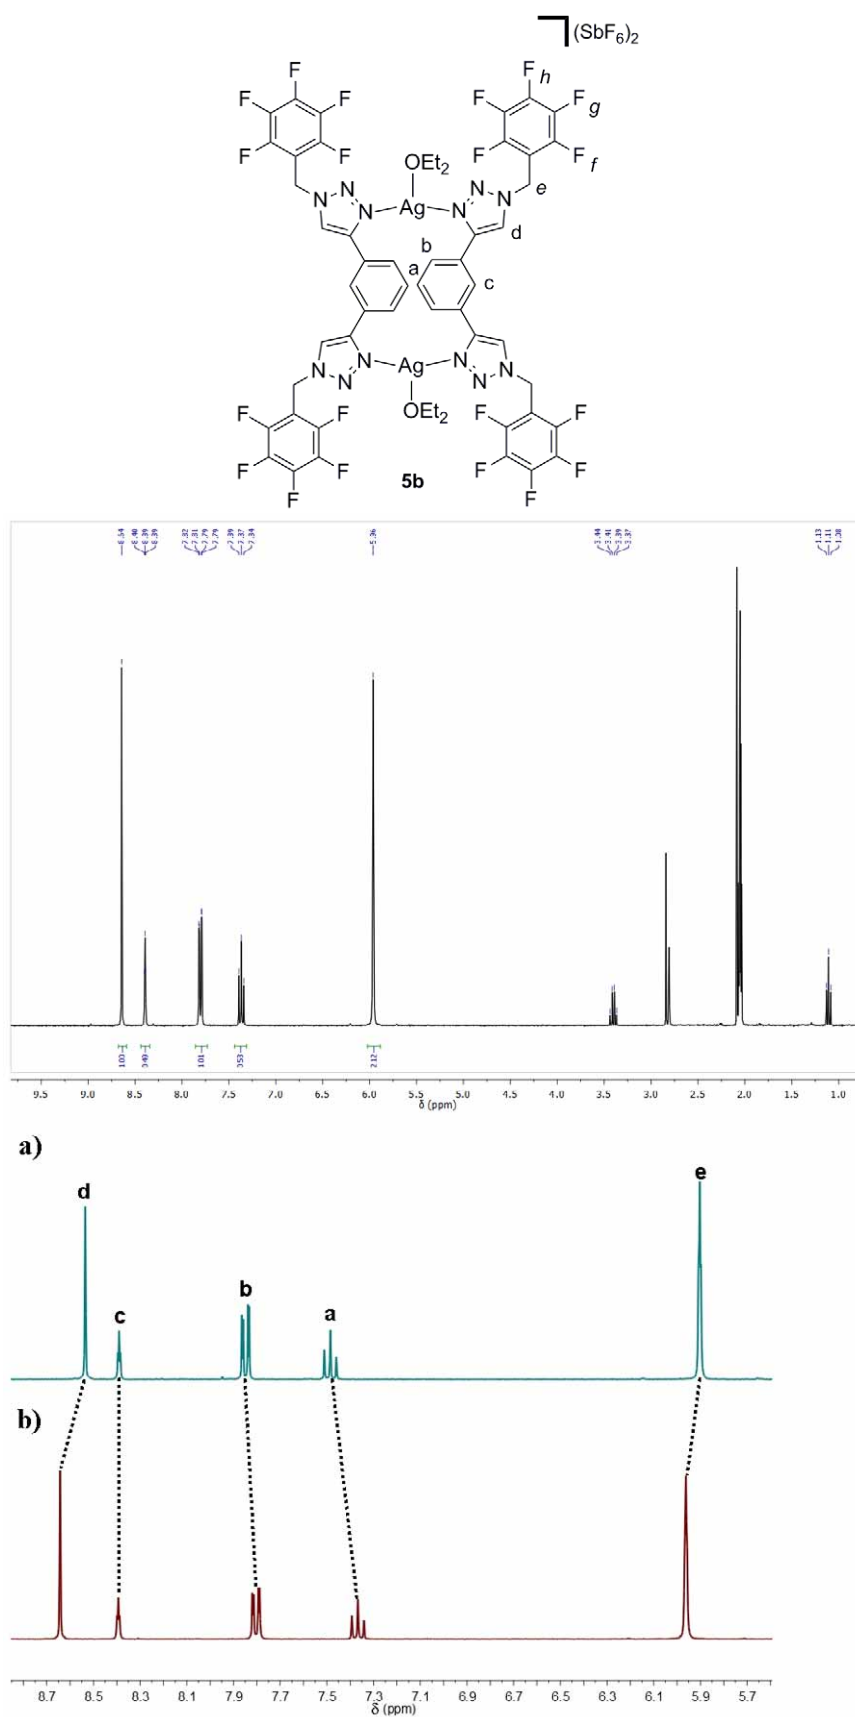 (SbF6)2
F
F
F
F
F
F
F h
F
F g
F
F f
F
OEt2
N
N
N
Ag
N
N
N
e
d
b
a
c
N
N
N
Ag
N
N
N
OEt2
F
F
F
F
F
F
F
F
F
F
5b
8.40
8.39
8.39
7.82
7.81
7.79
7.79
7.39
7.37
7.34
5.96
3.44
3.41
3.39
3.37
1.13
1.11
1.08
1.00
0.49
1.01
0.53
2.12
9.5 9.0 8.5 8.0 7.5 7.0 6.5 6.0 5.5 5.0 4.5 4.0 3.5 3.0 2.5 2.0 1.5 1.0
δ (ppm)
a)
d
c
b
a
e
b)
8.7 8.5 8.3 8.1 7.9 7.7 7.5 7.3 7.1 6.9 6.7 6.5 6.3 6.1 5.9 5.7
δ (ppm)